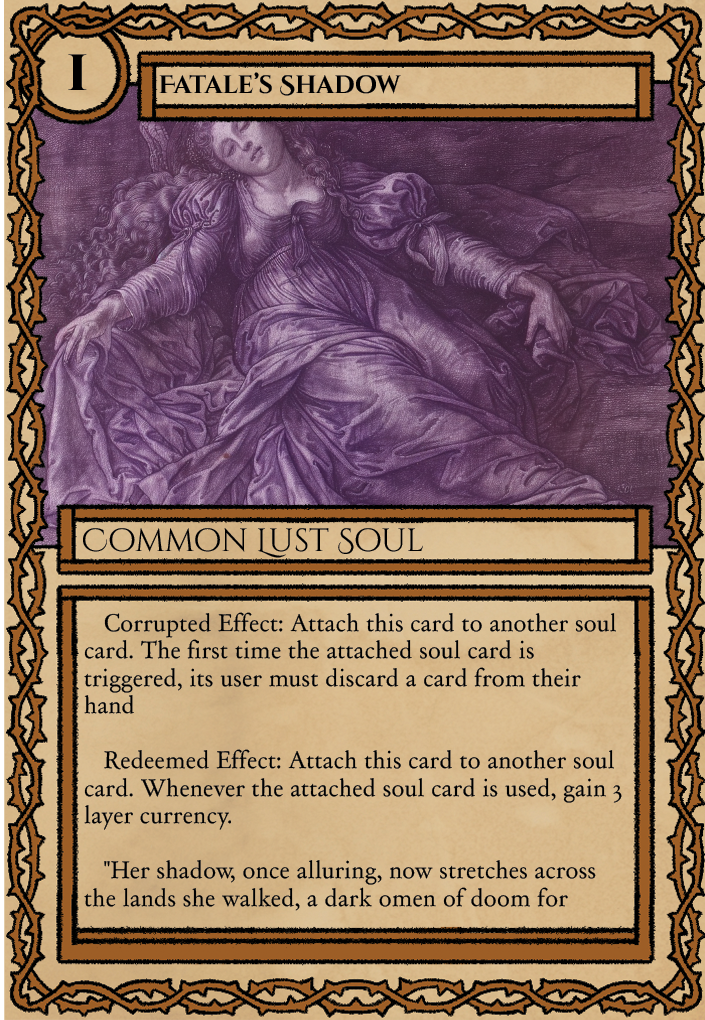 I
Fatale's Shadow
Common Lust Soul
Corrupted Effect: Attach this card to another soul
card. The first time the attached soul card is
triggered, its user must discard a card from their
hand
Redeemed Effect: Attach this card to another soul
card. Whenever the attached soul card is used, gain 3
layer currency.
"Her shadow, once alluring, now stretches across
the lands she walked, a dark omen of doom for